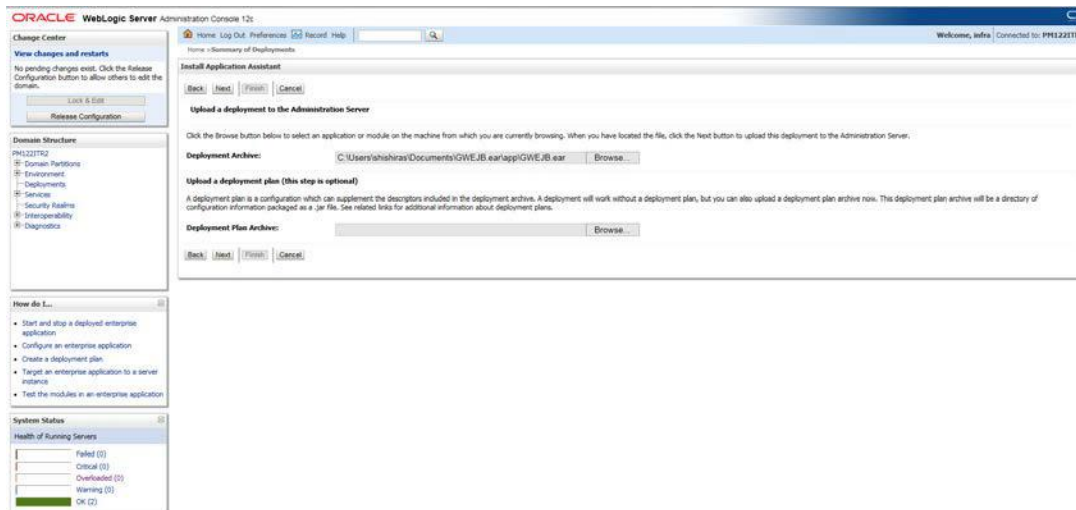 ORACLE WebLogic Server Administration Console 12c
Change Center
View changes and restarts
No pending changes exist. Click the Release
Configuration button to allow others to edit the
domain.
Lock & Edit
Release Configuration
Domain Structure
PM122ITR2
Domain Partitions
Environment
Deployments
Services
Security Realms
Interoperability
Diagnostics
How do I...
Start and stop a deployed enterprise
application
Configure an enterprise application
Create a deployment plan
Target an enterprise application to a server
instance
Test the modules in an enterprise application
System Status
Health of Running Servers
Failed (0)
Critical (0)
Overloaded (0)
Warning (0)
OK (2)
Home Log Out Preferences Record Help
Welcome, infra Connected to: PM122ITR
Home >Summary of Deployments
Install Application Assistant
Back Next Finish Cancel
Upload a deployment to the Administration Server
Click the Browse button below to select an application or module on the machine from which you are currently browsing. When you have located the file, click the Next button to upload this deployment to the Administration Server.
Deployment Archive: C:\Users\shishiras\Documents\GWEJB.ear\app\GWEJB.ear Browse...
Upload a deployment plan (this step is optional)
A deployment plan is a configuration which can supplement the descriptors included in the deployment archive. A deployment will work without a deployment plan, but you can also upload a deployment plan archive now. This deployment plan archive will be a directory of
configuration information packaged as a .jar file. See related links for additional information about deployment plans.
Deployment Plan Archive: Browse...
Back Next Finish Cancel